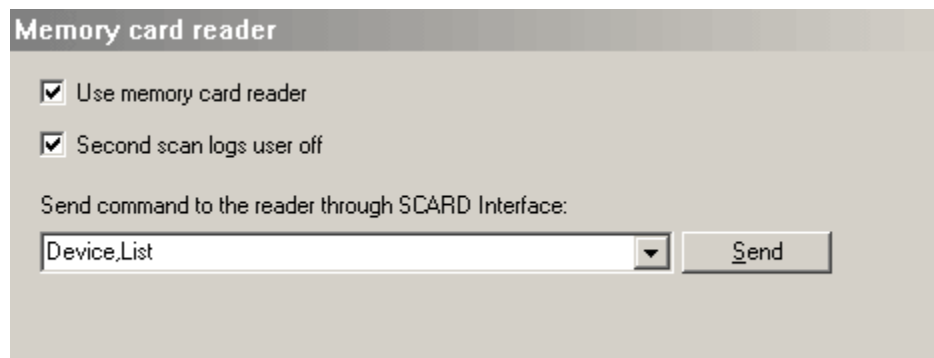 Memory card reader
Use memory card reader
Second scan logs user off
Send command to the reader through SCARD Interface:
Device,List
Send